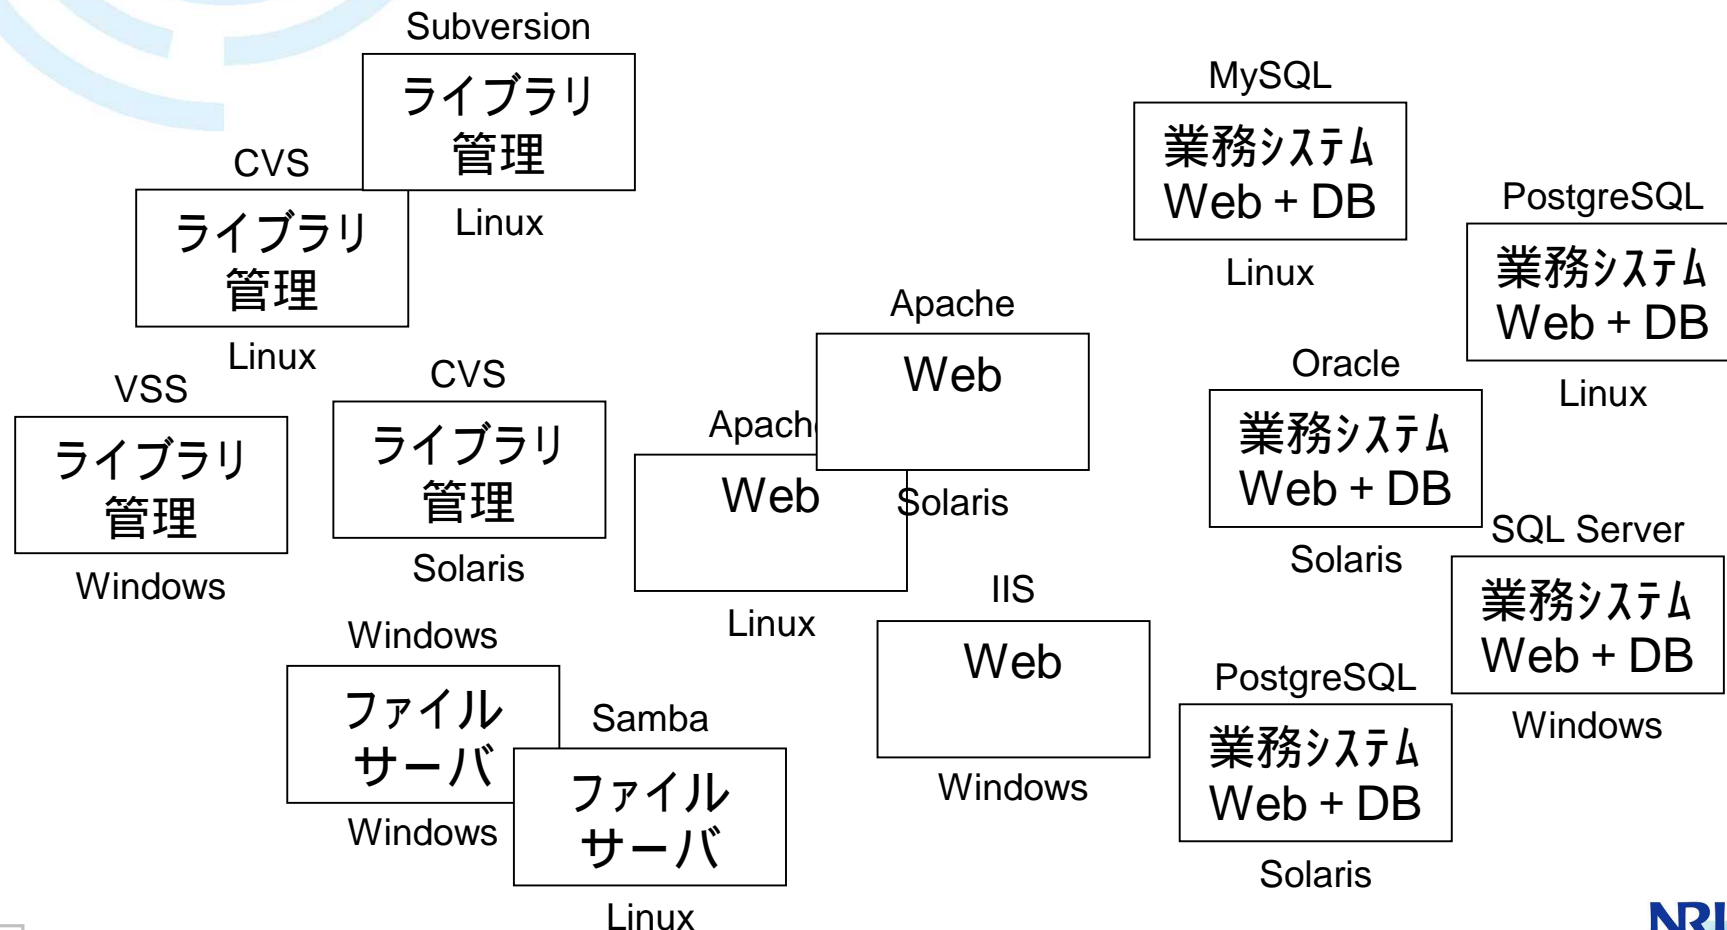 Subversion
ライブラリ
管理
Linux
CVS
ライブラリ
管理
Linux
VSS
ライブラリ
管理
Windows
CVS
ライブラリ
管理
Solaris
Windows
ファイル
サーバ
Windows
Samba
ファイル
サーバ
Linux
Apache
Web
Solaris
Apach
Web
Linux
IIS
Web
Windows
MySQL
業務システム
Web + DB
Linux
PostgreSQL
業務システム
Web + DB
Linux
Oracle
業務システム
Web + DB
Solaris
SQL Server
業務システム
Web + DB
Windows
PostgreSQL
業務システム
Web + DB
Solaris
NRI